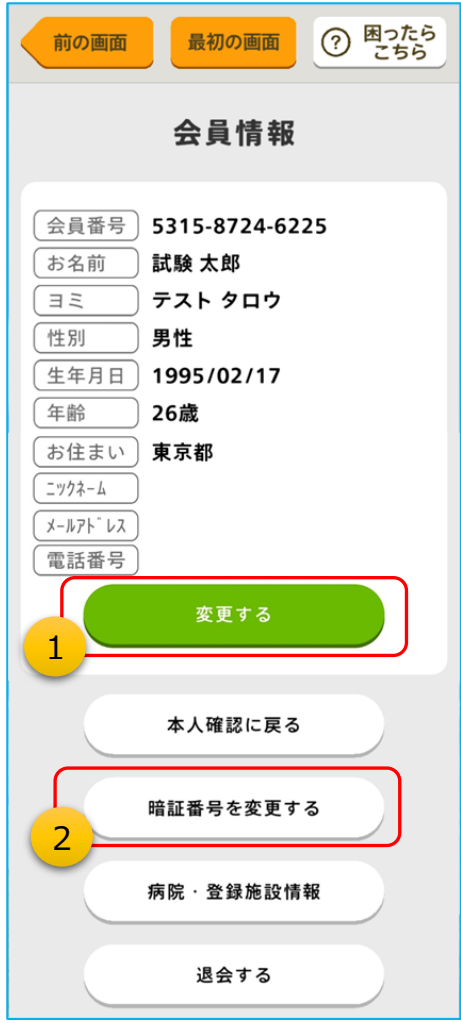 前の画面
最初の画面
? 困ったら
こちら
会員情報
会員番号 5315-8724-6225
お名前 試験 太郎
ヨミ テスト タロウ
性別 男性
生年月日 1995/02/17
年齢 26歳
お住まい 東京都
ﾆｯｸﾈｰﾑ
ﾒｰﾙｱﾄﾞﾚｽ
電話番号
変更する
1
本人確認に戻る
暗証番号を変更する
2
病院・登録施設情報
退会する